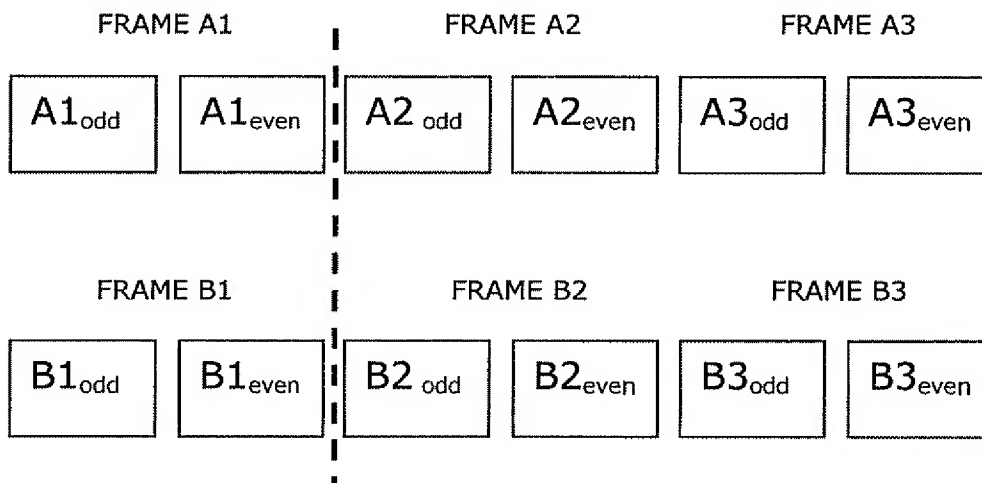 FRAME A1 FRAME A2 FRAME A3
A1odd A1even A2 odd A2even A3odd A3even
FRAME B1 FRAME B2 FRAME B3
B1odd B1even B2 odd B2even B3odd B3even